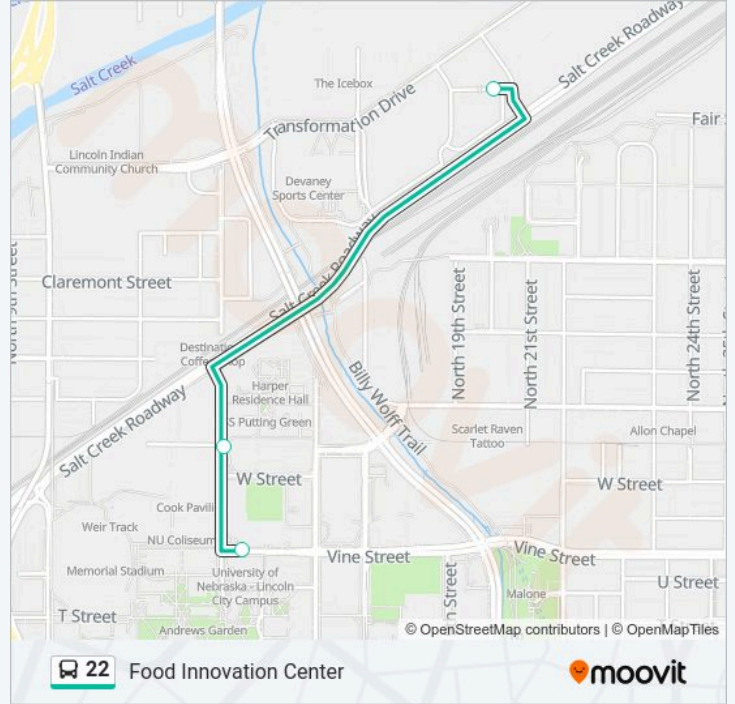 Salt Creek Roadway
Salt Creek
The Icebox
Transformation Drive
Fair
Lincoln Indian
Community Church
Devaney
Sports Center
Salt Creek Roadway
North 9th Street
Claremont Street
North 19th Street
North 21st Street
North 24th Street
Billy Wolff Trail
Harper
Residence Hall
S Putting Green
Salt Creek Roadway
Scarlet Raven
Tattoo
Allon Chapel
W Street
W Street
Cook Pavili
Weir Track
NU Coliseum
Vine Street
Vine Street
Memorial Stadium
University of
Nebraska - Lincoln
City Campus
Malone
U Street
T Street
Andrews Garden
© OpenStreetMap contributors | © OpenMapTiles
22 Food Innovation Center
moovit